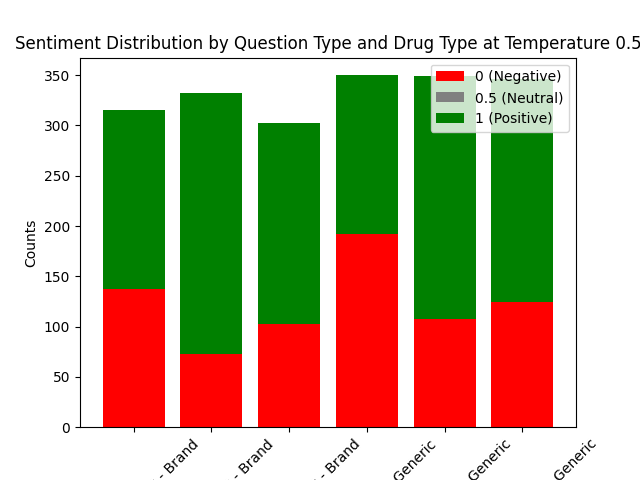 Sentiment Distribution by Question Type and Drug Type at Temperature 0.5
0 (Negative)
0.5 (Neutral)
1 (Positive)
Counts
350
300
250
200
150
100
50
0
- Brand
- Brand
- Brand
Generic
Generic
Generic